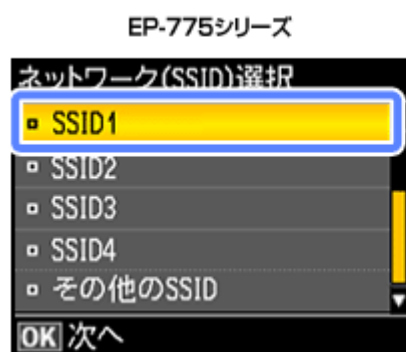 EP-775シリーズ
ネットワーク(SSID)選択
SSID1
SSID2
SSID3
SSID4
その他のSSID
OK 次へ